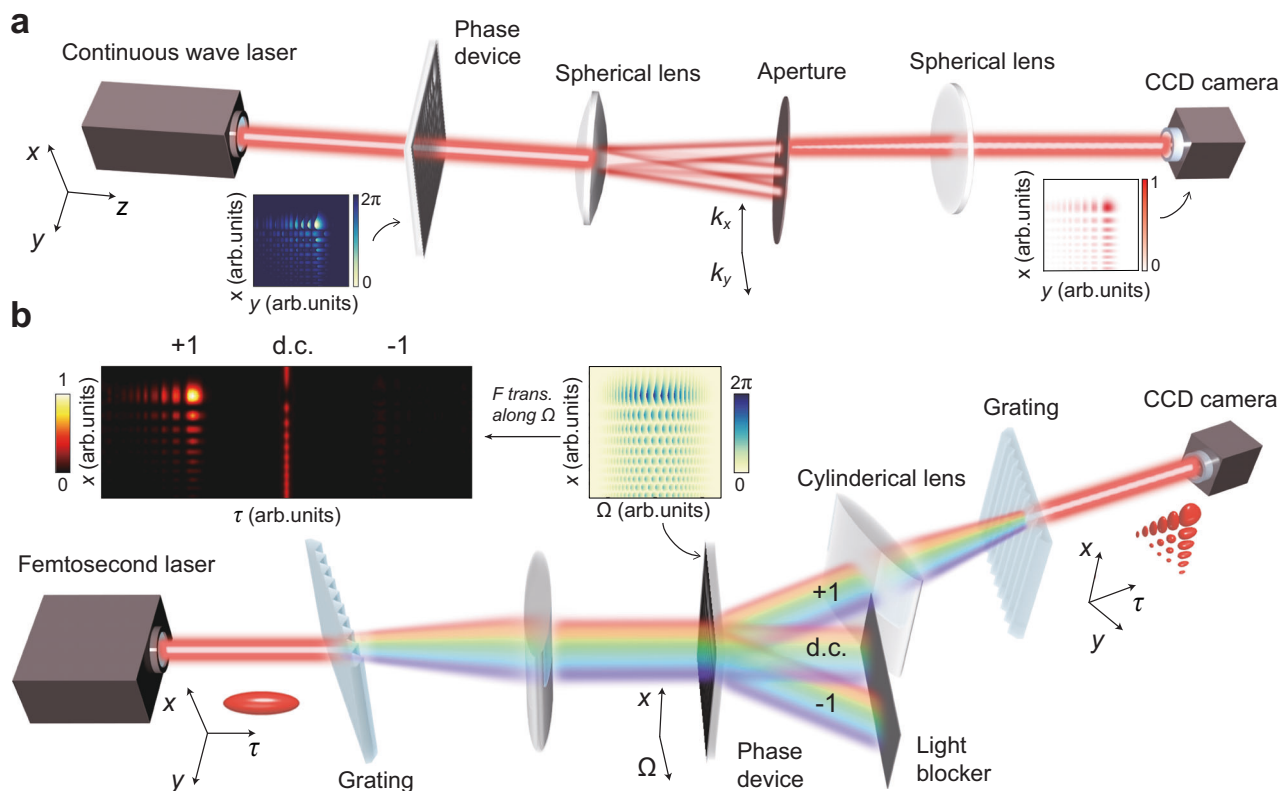 a
Continuous wave laser
Phase
device
Spherical lens
Aperture
Spherical lens
CCD camera
x
z
y
x (arb.units)
2π
0
y (arb.units)
kx
ky
x (arb.units)
1
0
y (arb.units)
b
+1
d.c.
-1
1
0
x (arb.units)
τ (arb.units)
F trans.
along Ω
x (arb.units)
2π
0
Ω (arb.units)
Cylinderical lens
Grating
CCD camera
Femtosecond laser
+1
d.c.
-1
x
τ
y
x
τ
y
Grating
x
Ω
Phase
device
Light
blocker